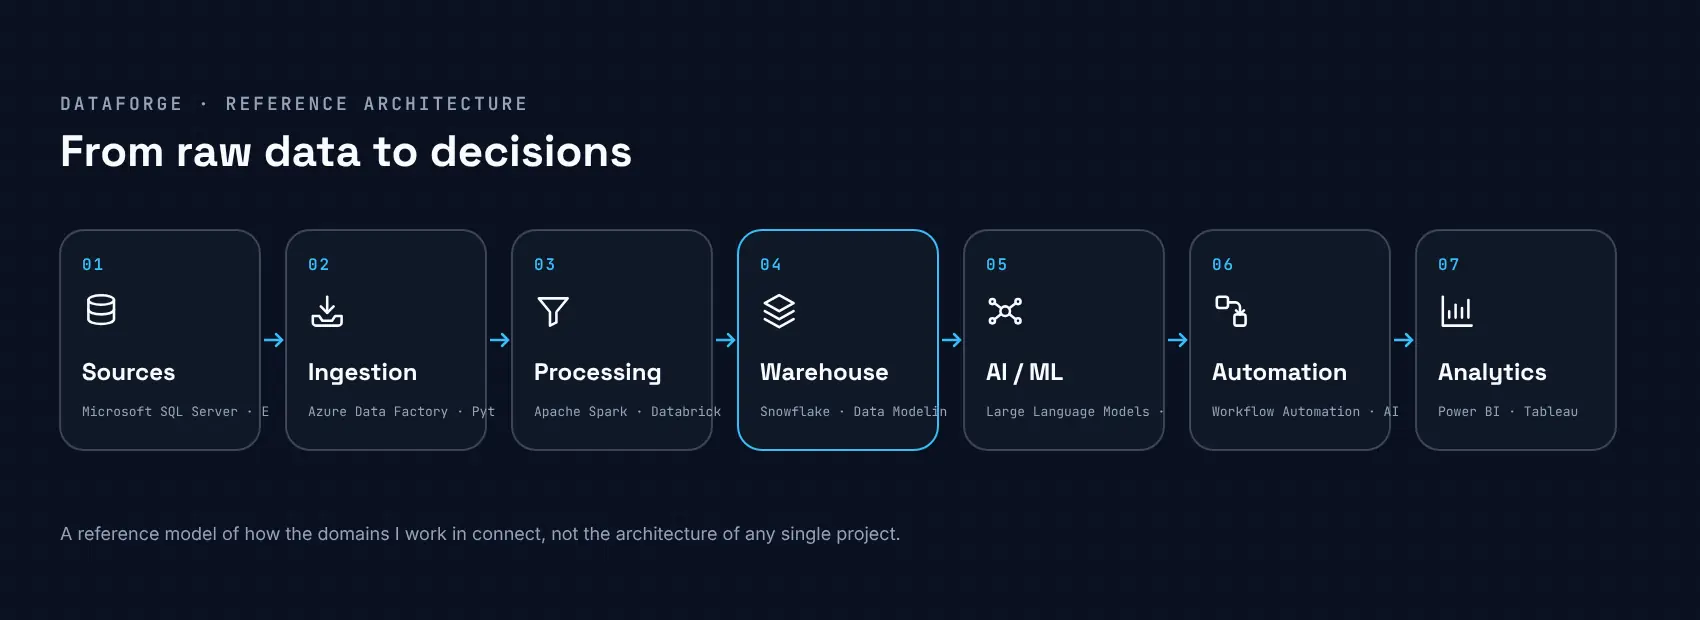 DATAFORGE · REFERENCE ARCHITECTURE
From raw data to decisions
01
Sources
Microsoft SQL Server · E
02
Ingestion
Azure Data Factory · Pyt
03
Processing
Apache Spark · Databrick
04
Warehouse
Snowflake · Data Modelin
05
AI / ML
Large Language Models ·
06
Automation
Workflow Automation · AI
07
Analytics
Power BI · Tableau
A reference model of how the domains I work in connect, not the architecture of any single project.